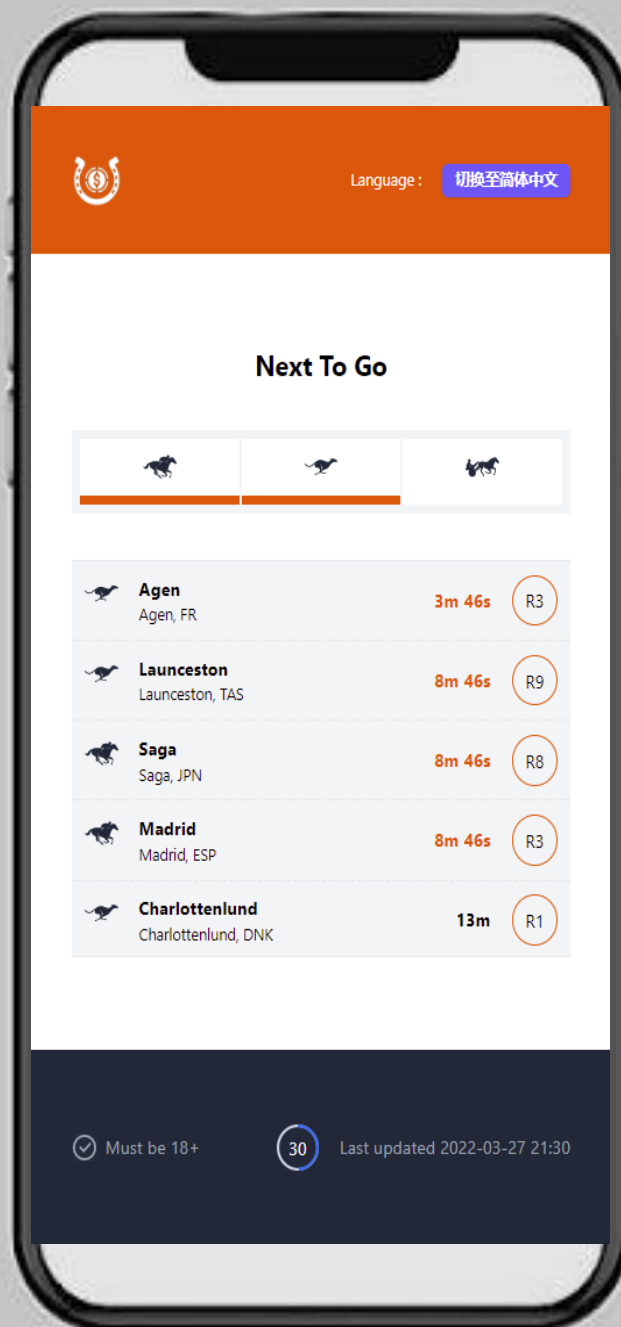 Language :
切换至简体中文
Next To Go
Agen
Agen, FR
3m 46s
R3
Launceston
Launceston, TAS
8m 46s
R9
Saga
Saga, JPN
8m 46s
R8
Madrid
Madrid, ESP
8m 46s
R3
Charlottenlund
Charlottenlund, DNK
13m
R1
Must be 18+
30
Last updated 2022-03-27 21:30